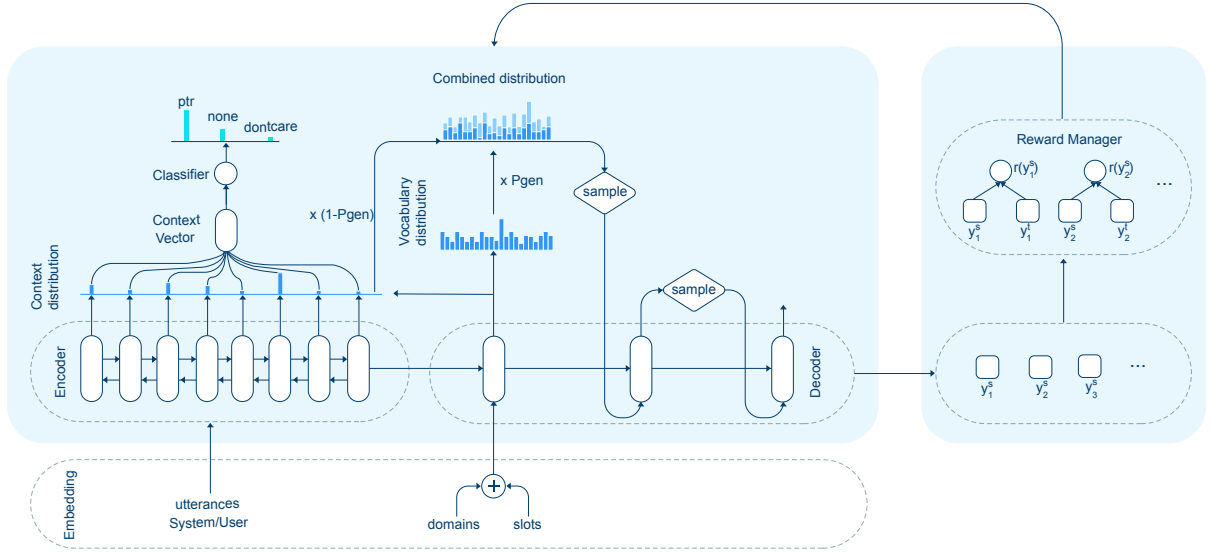 Combined distribution
ptr
none
dontcare
Classifier
Context
Vector
x (1-Pgen)
Vocabulary
distribution
x Pgen
sample
Context
distribution
sample
Encoder
Decoder
Embedding
utterances
System/User
domains
slots
Reward Manager
r(y₁ˢ)
r(y₂ˢ)
...
y₁ˢ
y₁ᵗ
y₂ˢ
y₂ᵗ
...
y₁ˢ
y₂ˢ
y₃ˢ